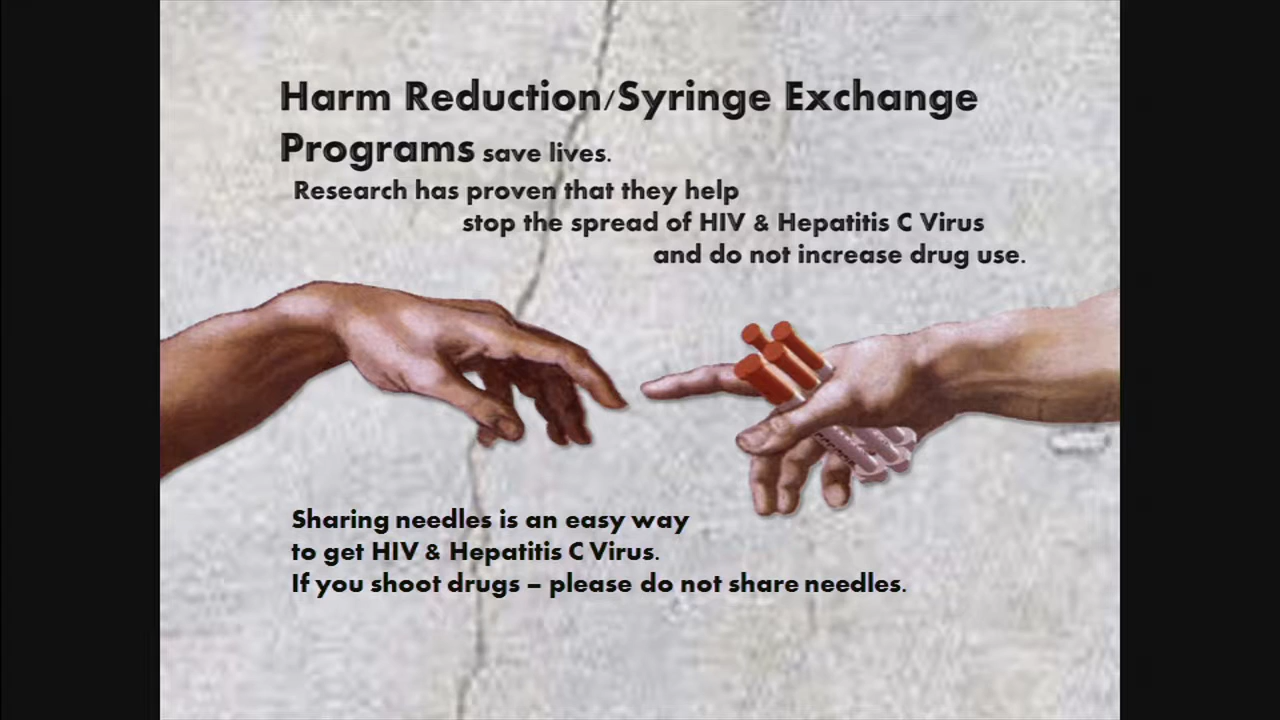 Harm Reduction/Syringe Exchange
Programs save lives.
Research has proven that they help
stop the spread of HIV & Hepatitis C Virus
and do not increase drug use.
Sharing needles is an easy way
to get HIV & Hepatitis C Virus.
If you shoot drugs – please do not share needles.